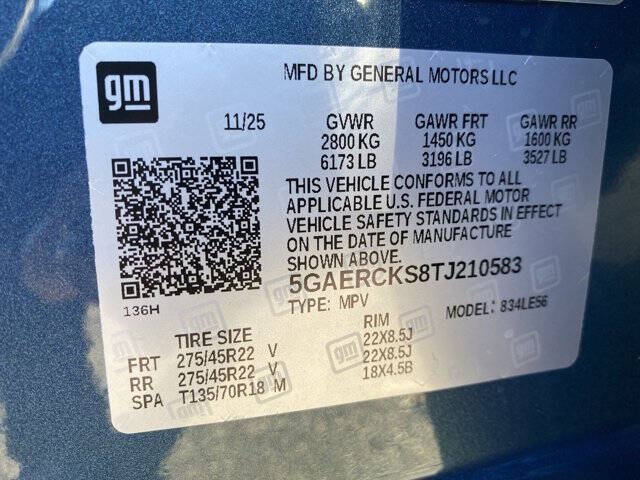 gm
MFD BY GENERAL MOTORS LLC
11/25 GVWR GAWR FRT GAWR RR
2800 KG 1450 KG 1600 KG
6173 LB 3196 LB 3527 LB
THIS VEHICLE CONFORMS TO ALL
APPLICABLE U.S. FEDERAL MOTOR
VEHICLE SAFETY STANDARDS IN EFFECT
ON THE DATE OF MANUFACTURE
SHOWN ABOVE.
5GAERCKS8TJ210583
136H
TYPE: MPV MODEL: 834LE56
TIRE SIZE RIM
FRT 275/45R22 V 22X8.5J
RR 275/45R22 V 22X8.5J
SPA T135/70R18 M 18X4.5B